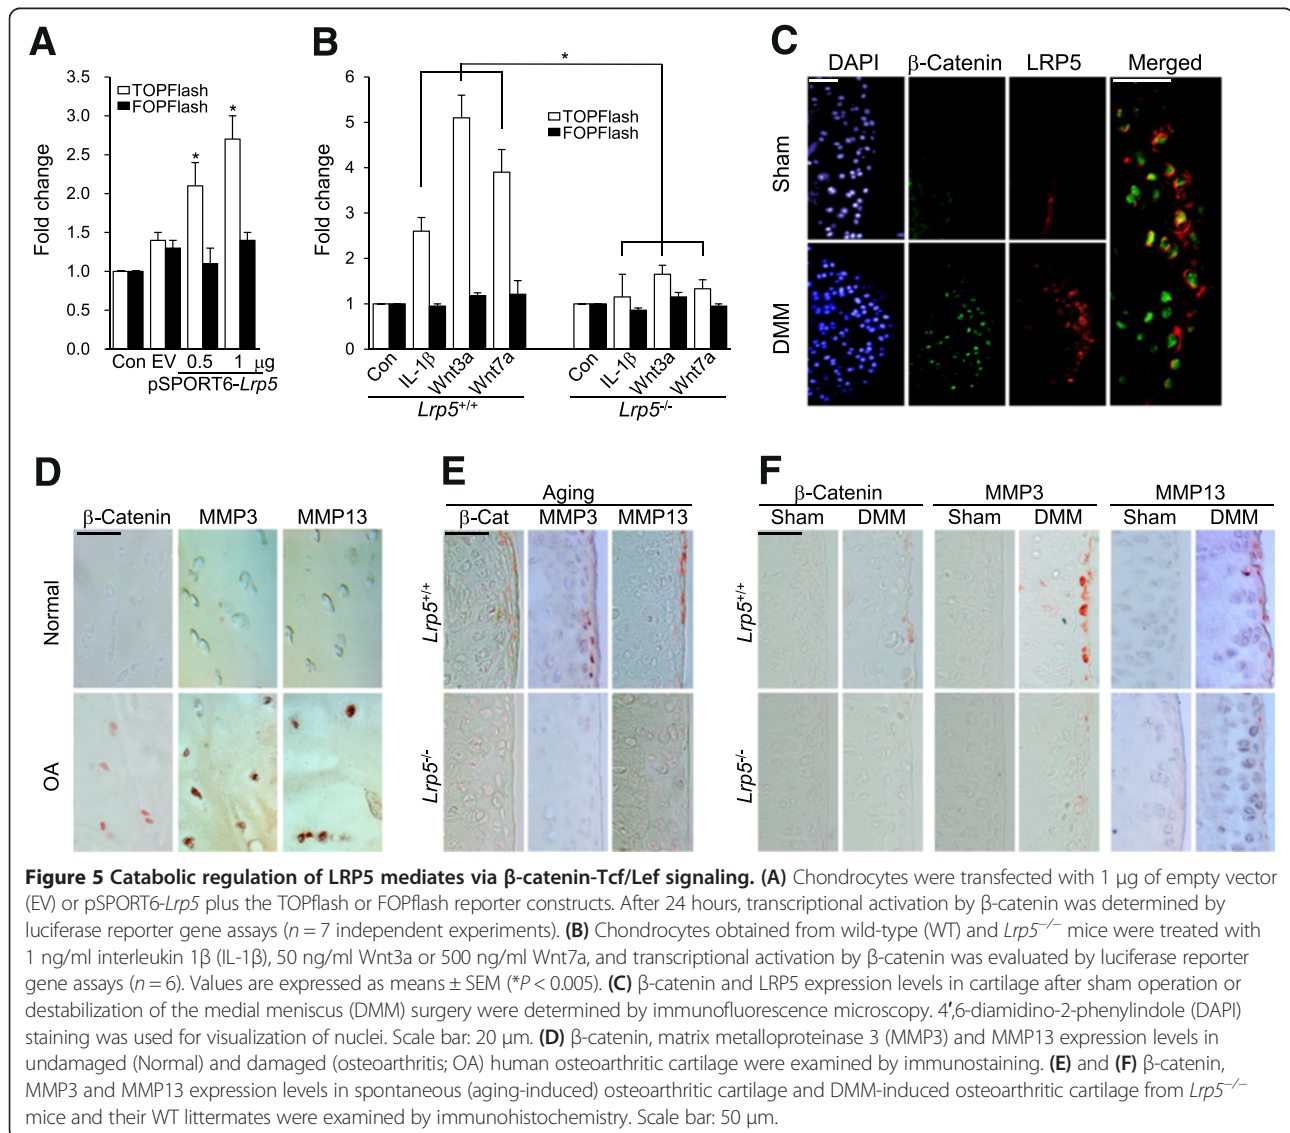 A
3.5
3.0
2.5
2.0
1.5
1.0
0.5
0.0
Fold change
TOPFlash
FOPFlash
*
*
Con EV 0.5 1 μg
pSPORT6-Lrp5
B
6
5
4
3
2
1
0
Fold change
*
TOPFlash
FOPFlash
Con IL-1β Wnt3a Wnt7a Con IL-1β Wnt3a Wnt7a
Lrp5+/+ Lrp5-/-
C
DAPI β-Catenin LRP5 Merged
Sham
DMM
D
β-Catenin MMP3 MMP13
Normal
OA
E
Aging
β-Cat MMP3 MMP13
Lrp5+/+
Lrp5-/-
F
β-Catenin MMP3 MMP13
Sham DMM Sham DMM Sham DMM
Lrp5+/+
Lrp5-/-
Figure 5 Catabolic regulation of LRP5 mediates via β-catenin-Tcf/Lef signaling. (A) Chondrocytes were transfected with 1 μg of empty vector
(EV) or pSPORT6-Lrp5 plus the TOPflash or FOPflash reporter constructs. After 24 hours, transcriptional activation by β-catenin was determined by
luciferase reporter gene assays (n = 7 independent experiments). (B) Chondrocytes obtained from wild-type (WT) and Lrp5−/− mice were treated with
1 ng/ml interleukin 1β (IL-1β), 50 ng/ml Wnt3a or 500 ng/ml Wnt7a, and transcriptional activation by β-catenin was evaluated by luciferase reporter
gene assays (n = 6). Values are expressed as means ± SEM (*P < 0.005). (C) β-catenin and LRP5 expression levels in cartilage after sham operation or
destabilization of the medial meniscus (DMM) surgery were determined by immunofluorescence microscopy. 4′,6-diamidino-2-phenylindole (DAPI)
staining was used for visualization of nuclei. Scale bar: 20 μm. (D) β-catenin, matrix metalloproteinase 3 (MMP3) and MMP13 expression levels in
undamaged (Normal) and damaged (osteoarthritis; OA) human osteoarthritic cartilage were examined by immunostaining. (E) and (F) β-catenin,
MMP3 and MMP13 expression levels in spontaneous (aging-induced) osteoarthritic cartilage and DMM-induced osteoarthritic cartilage from Lrp5−/−
mice and their WT littermates were examined by immunohistochemistry. Scale bar: 50 μm.